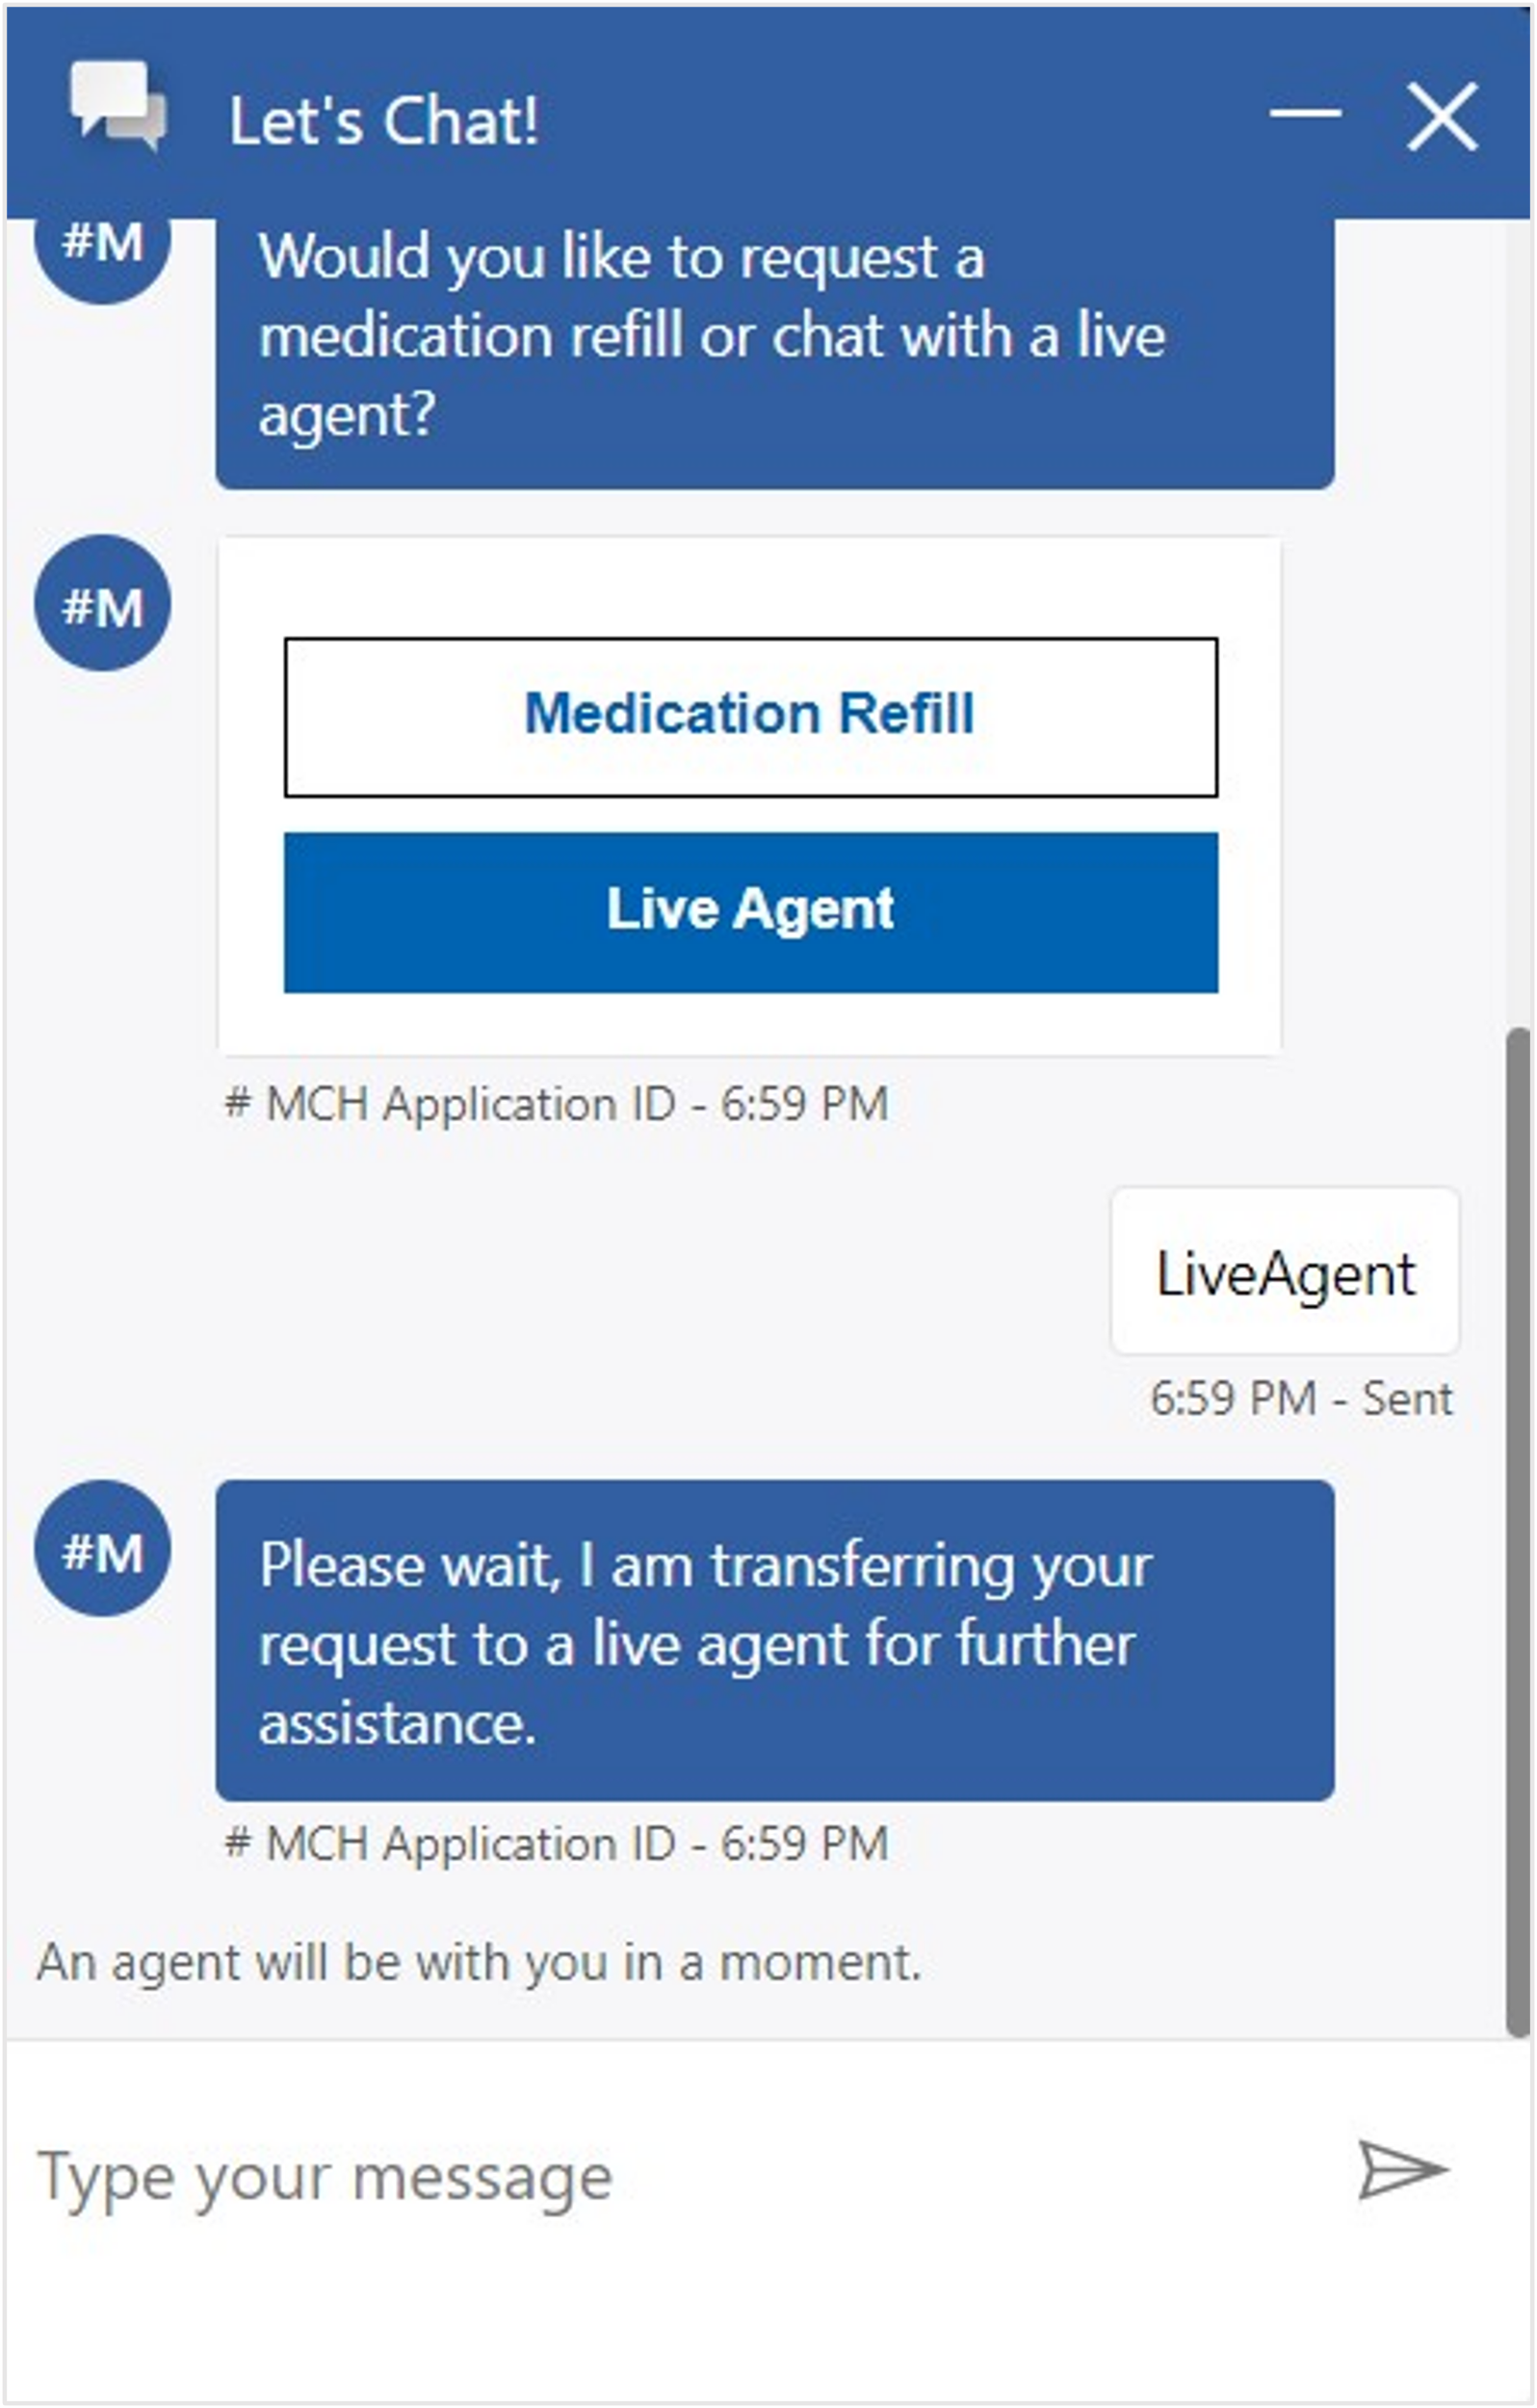 Let's Chat!
#M
Would you like to request a
medication refill or chat with a live
agent?
#M
Medication Refill
Live Agent
# MCH Application ID - 6:59 PM
LiveAgent
6:59 PM - Sent
#M
Please wait, I am transferring your
request to a live agent for further
assistance.
# MCH Application ID - 6:59 PM
An agent will be with you in a moment.
Type your message